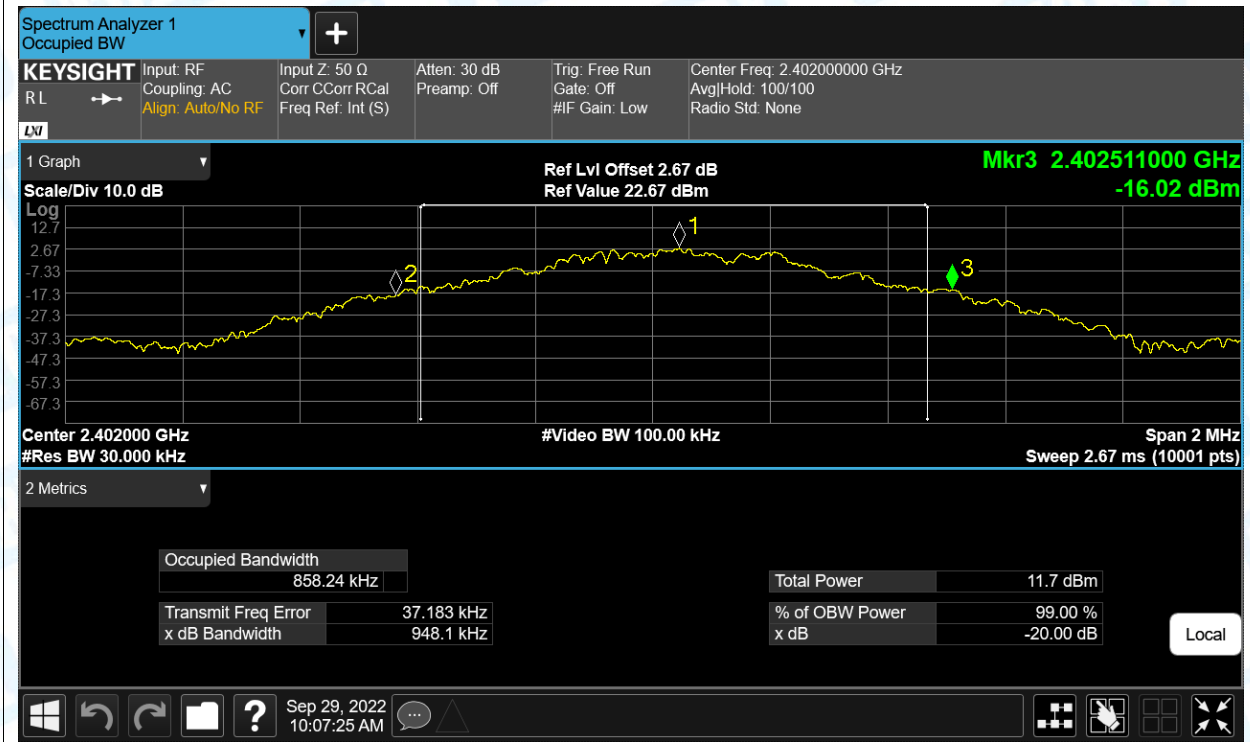 Spectrum Analyzer 1
Occupied BW
KEYSIGHT
R L
LXI
Input: RF
Coupling: AC
Align: Auto/No RF
Input Z: 50 Ω
Corr CCorr RCal
Freq Ref: Int (S)
Atten: 30 dB
Preamp: Off
Trig: Free Run
Gate: Off
#IF Gain: Low
Center Freq: 2.402000000 GHz
Avg|Hold: 100/100
Radio Std: None
1 Graph
Scale/Div 10.0 dB
Ref Lvl Offset 2.67 dB
Ref Value 22.67 dBm
Mkr3 2.402511000 GHz
-16.02 dBm
Log
12.7
2.67
-7.33
-17.3
-27.3
-37.3
-47.3
-57.3
-67.3
1
2
3
Center 2.402000 GHz
#Video BW 100.00 kHz
Span 2 MHz
#Res BW 30.000 kHz
Sweep 2.67 ms (10001 pts)
2 Metrics
Occupied Bandwidth
858.24 kHz
Total Power 11.7 dBm
Transmit Freq Error 37.183 kHz
% of OBW Power 99.00 %
x dB Bandwidth 948.1 kHz
x dB -20.00 dB
Local
?
Sep 29, 2022
10:07:25 AM